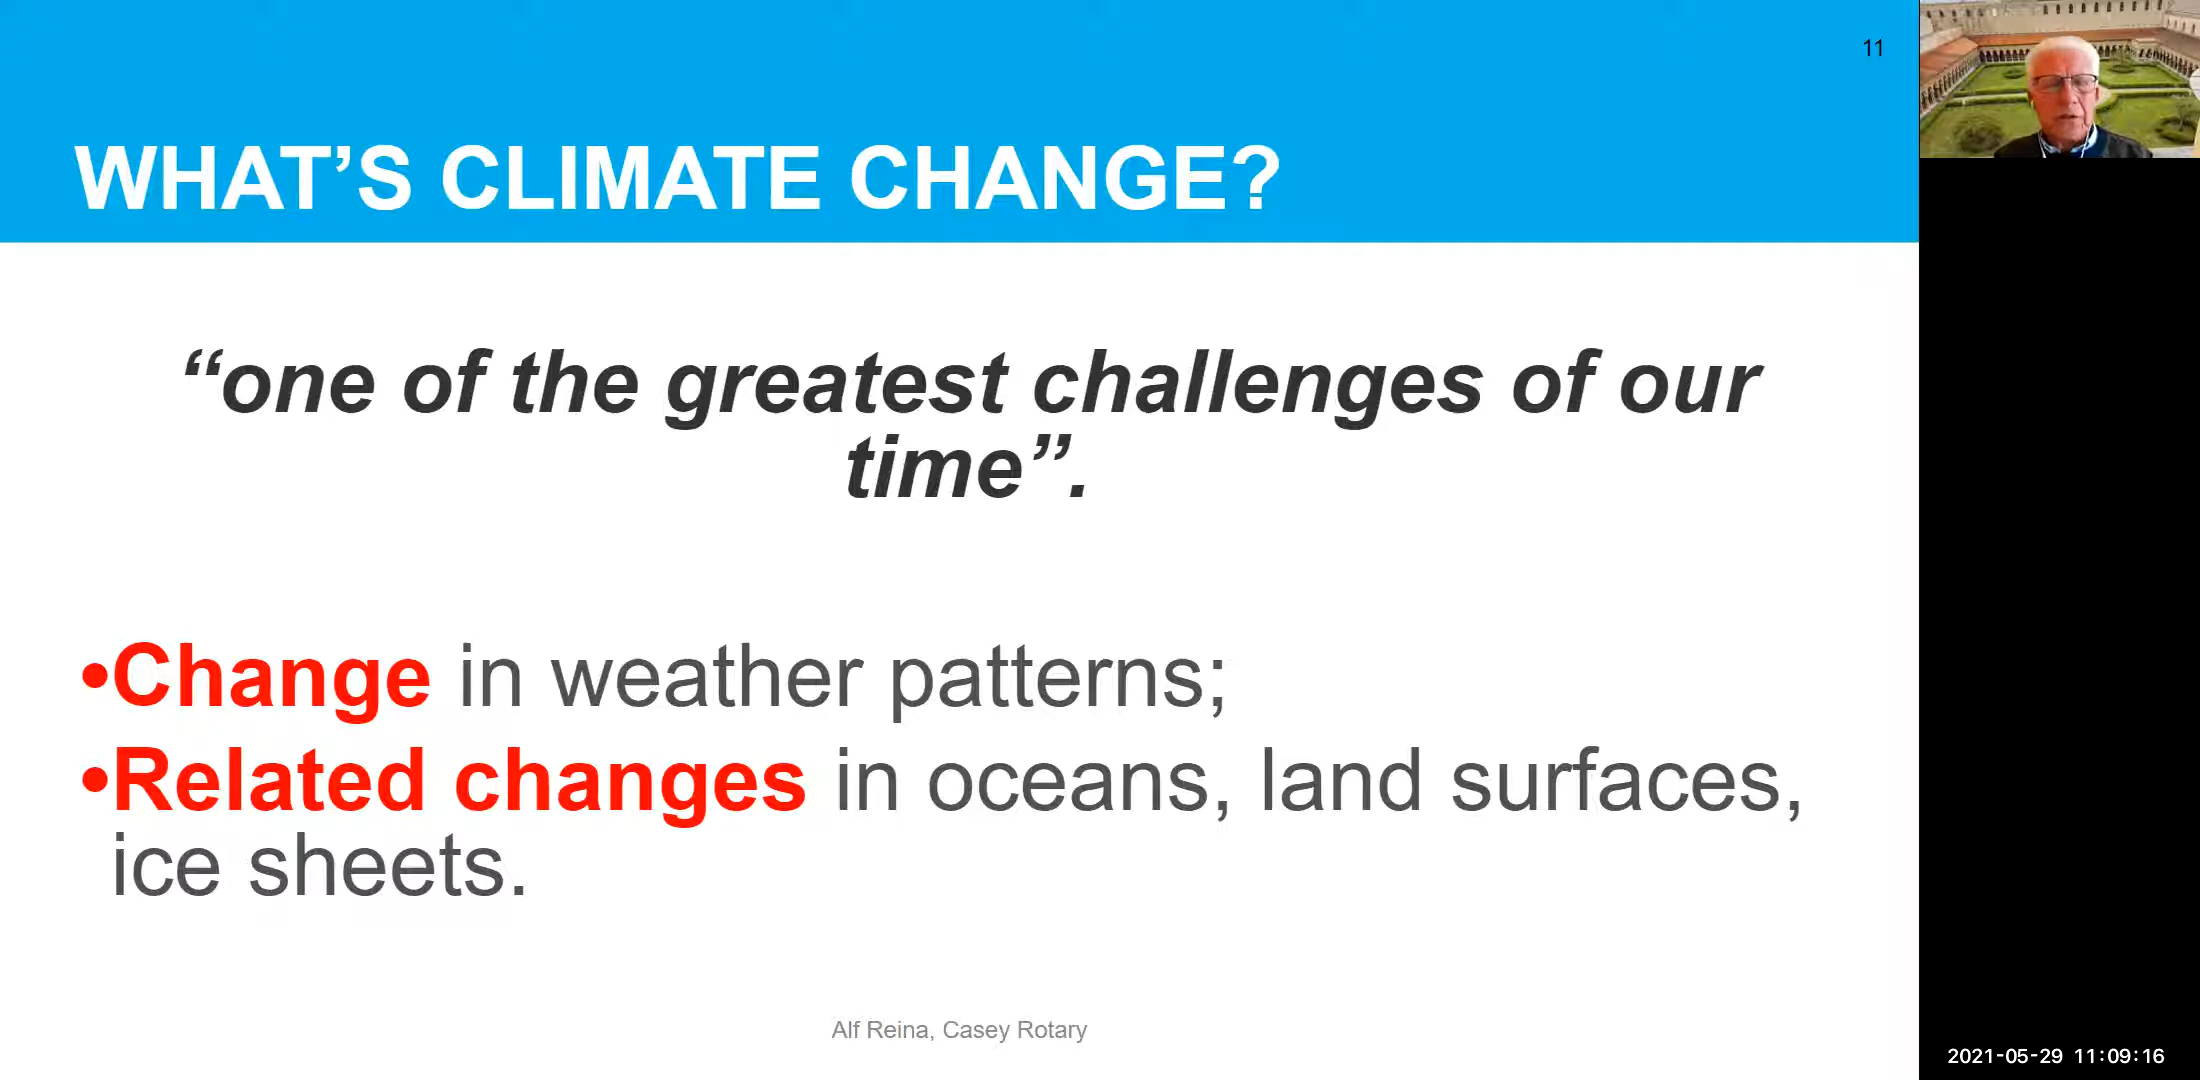 11
WHAT’S CLIMATE CHANGE?
“one of the greatest challenges of our
time”.
•Change in weather patterns;
•Related changes in oceans, land surfaces,
ice sheets.
Alf Reina, Casey Rotary
2021-05-29 11:09:16